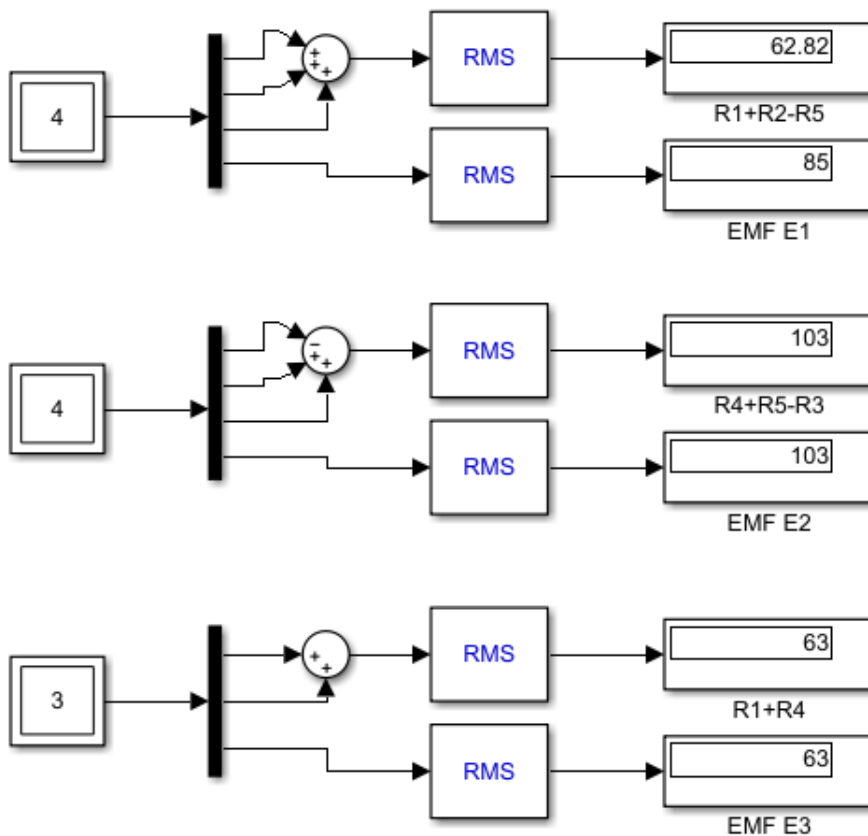 4
+
+
+
RMS
62.82
R1+R2-R5
RMS
85
EMF E1
4
−
+
+
RMS
103
R4+R5-R3
RMS
103
EMF E2
3
+
+
RMS
63
R1+R4
RMS
63
EMF E3